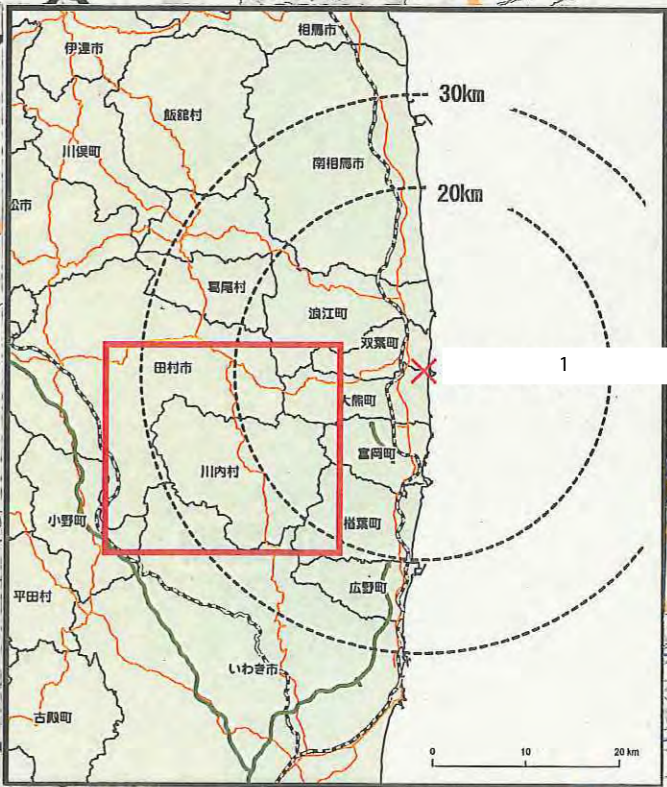 相馬市
伊達市
30km
飯舘村
川俣町
南相馬市
20km
松市
葛尾村
浪江町
双葉町
1
田村市
大熊町
富岡町
川内村
小野町
楢葉町
広野町
平田村
いわき市
古殿町
0 10 20 km